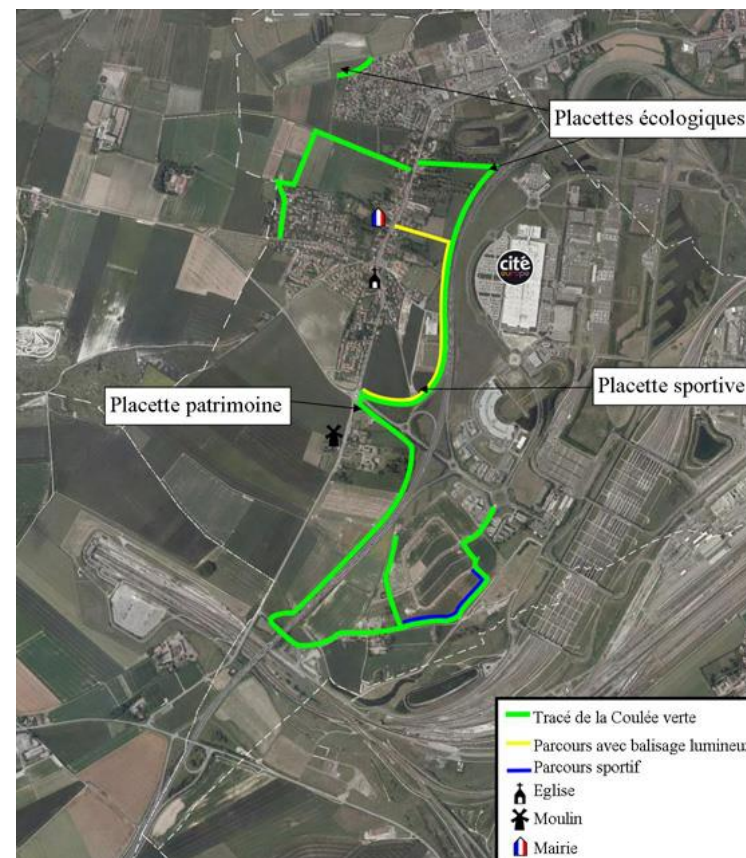 Placettes écologiques
cité
europe
Placette sportive
Placette patrimoine
Tracé de la Coulée verte
Parcours avec balisage lumineux
Parcours sportif
Eglise
Moulin
Mairie